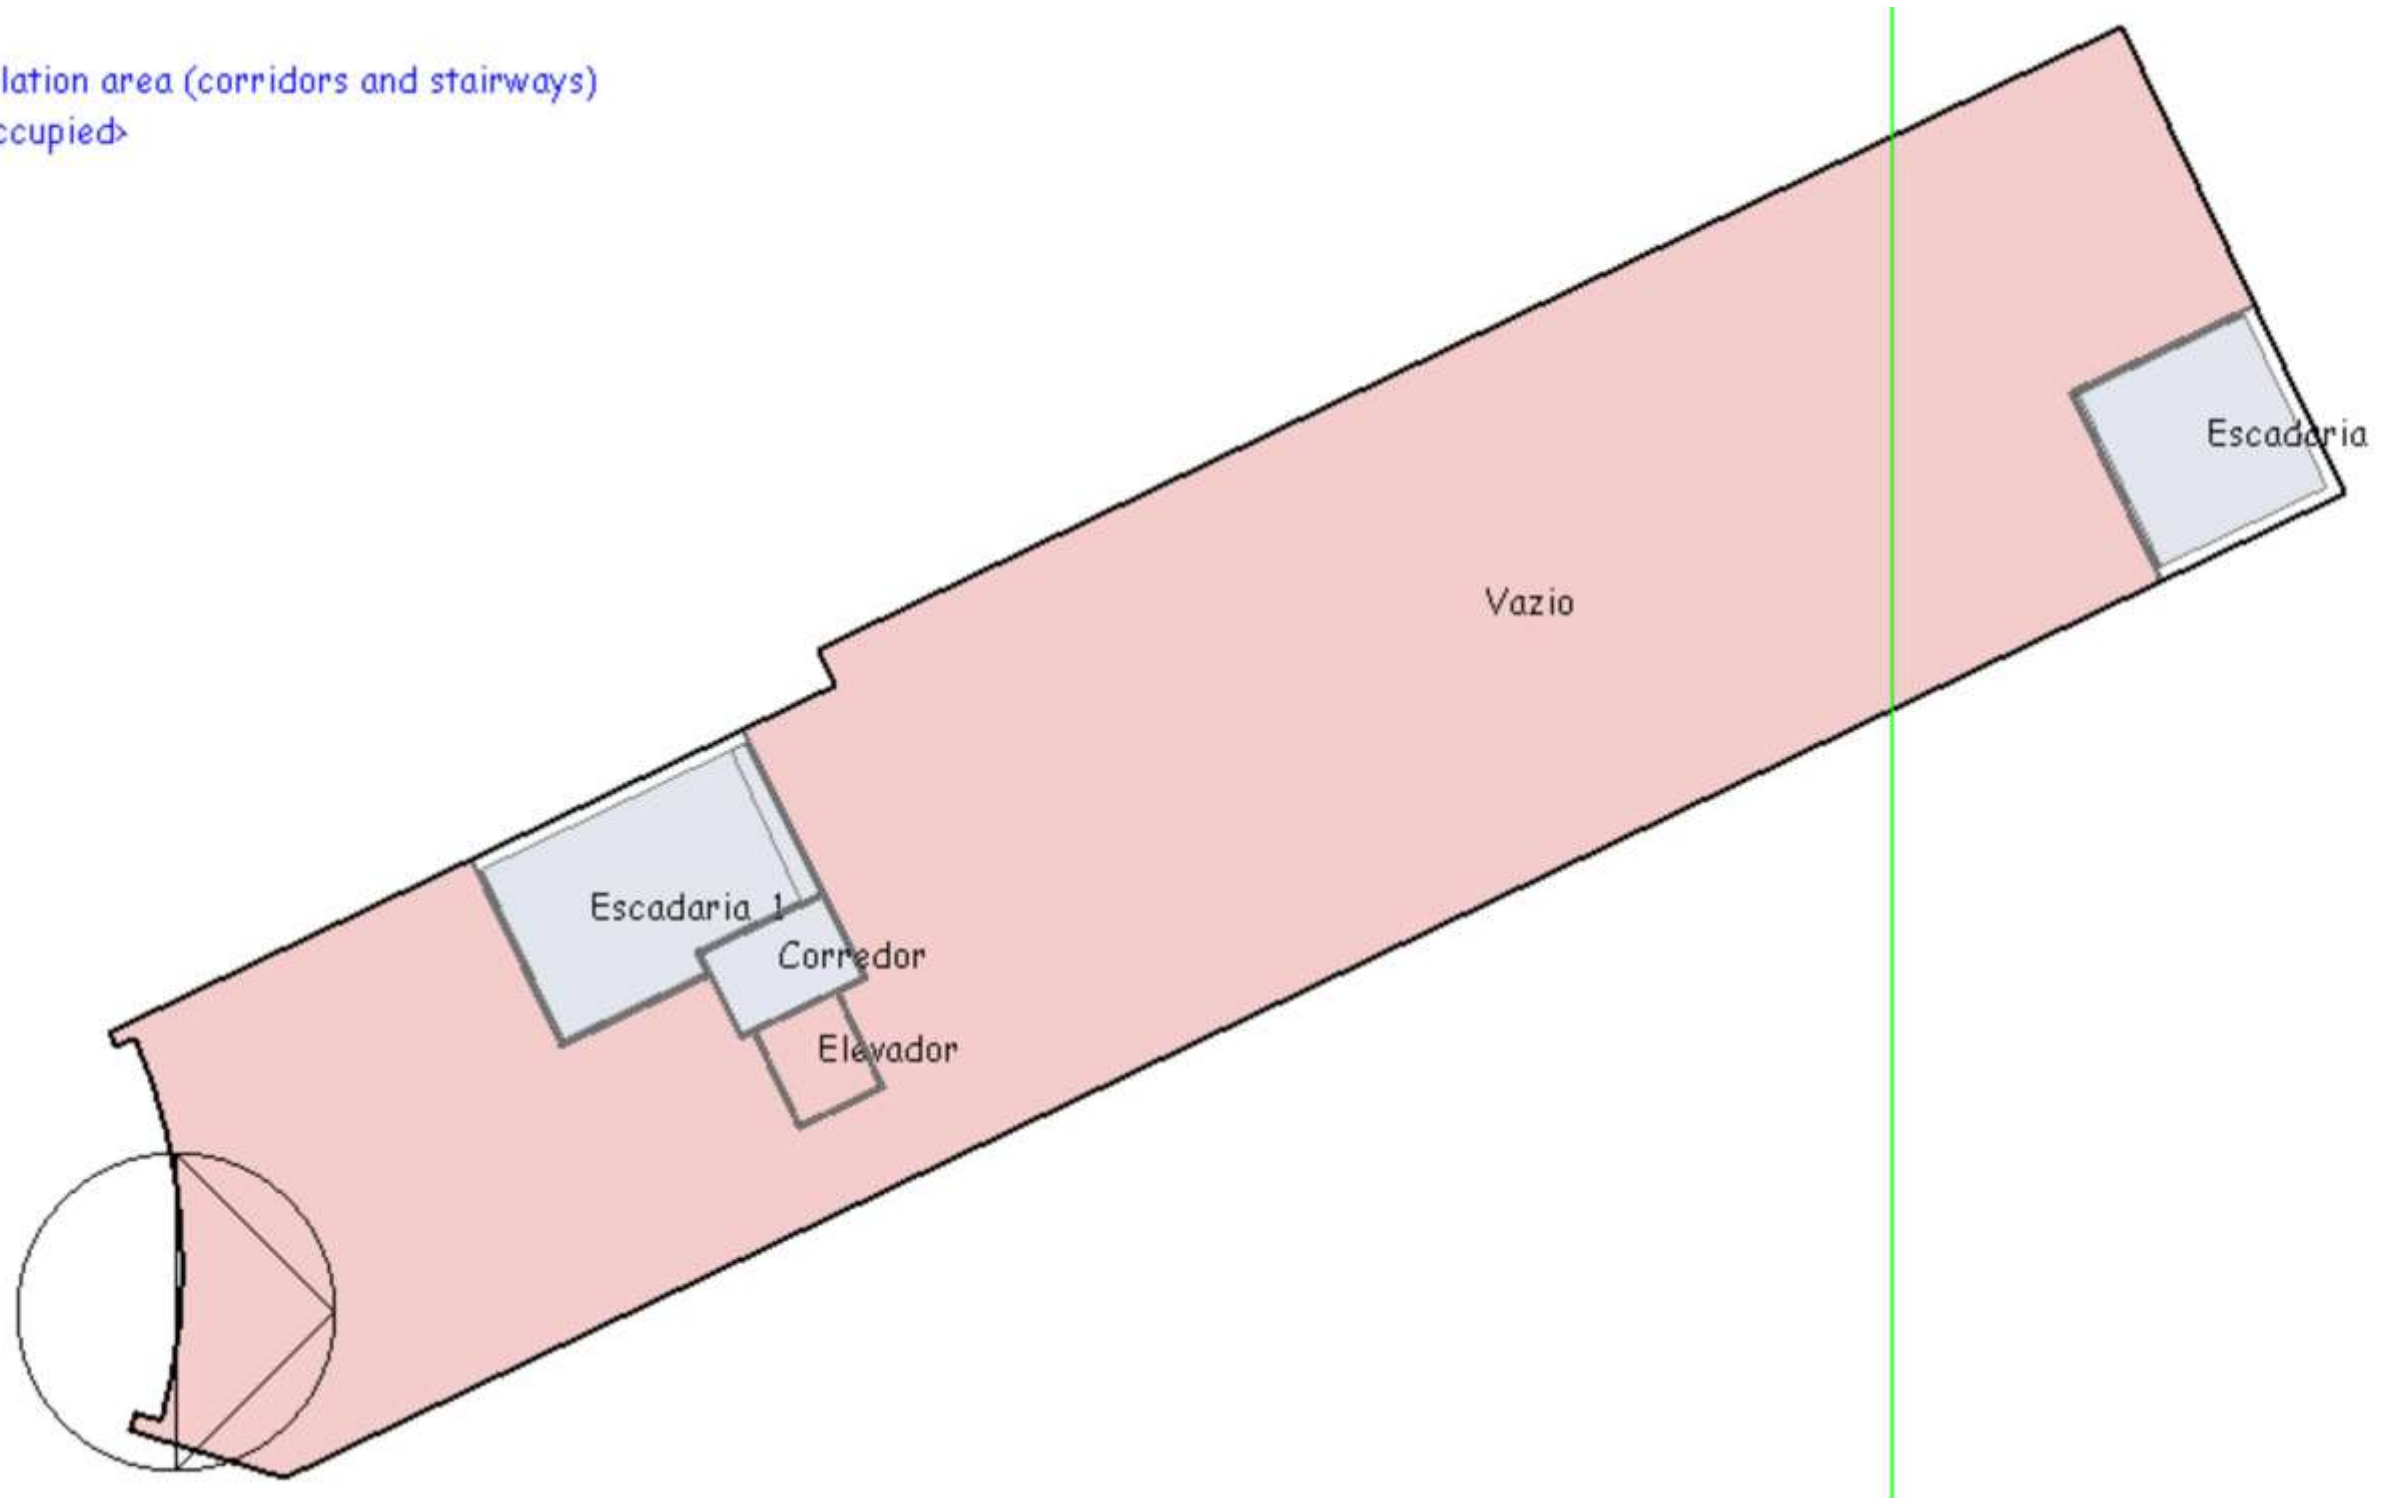 lation area (corridors and stairways)
ccupied>
Escadaria
Vazio
Escadaria 1
Corredor
Elevador